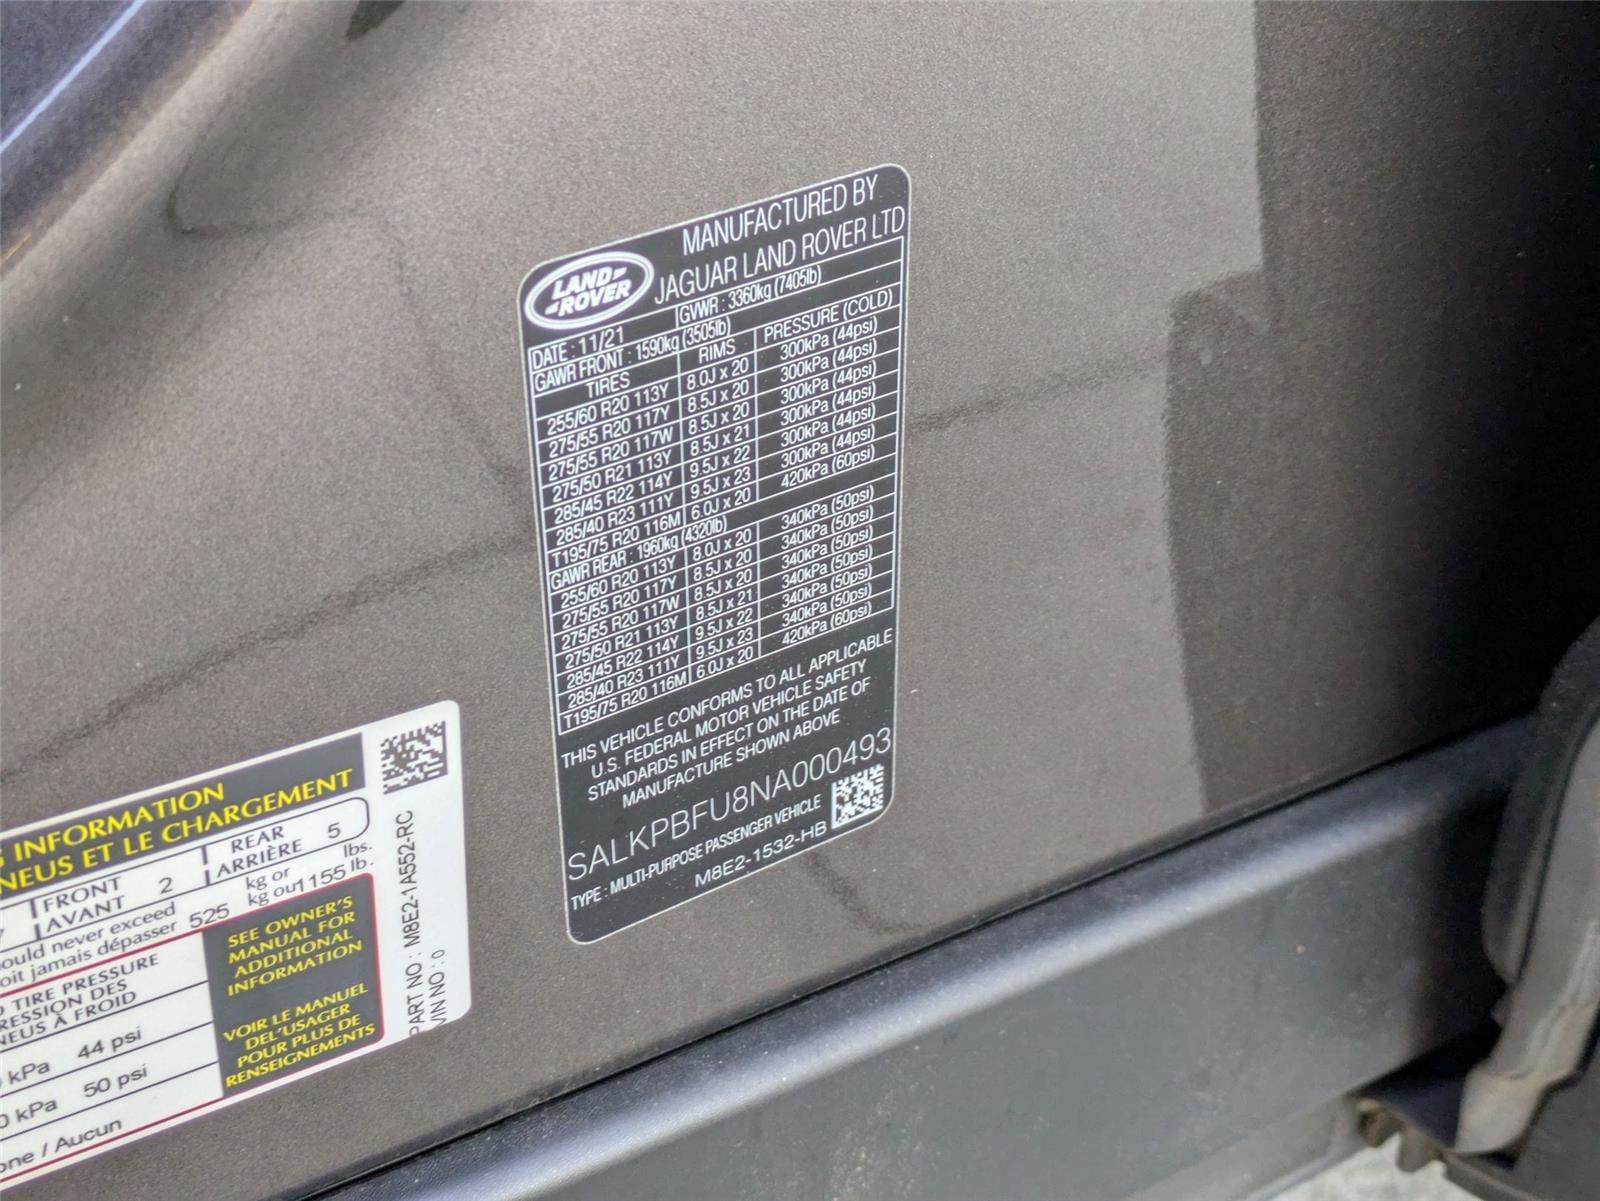 MANUFACTURED BY
JAGUAR LAND ROVER LTD
LAND
ROVER
DATE : 11/21 GVWR : 3360kg (7405lb)
GAWR FRONT : 1590kg (3505lb)
TIRES RIMS PRESSURE (COLD)
255/60 R20 113Y 8.0J x 20 300kPa (44psi)
275/55 R20 117Y 8.5J x 20 300kPa (44psi)
275/55 R20 117W 8.5J x 20 300kPa (44psi)
275/50 R21 113Y 8.5J x 21 300kPa (44psi)
285/45 R22 114Y 9.5J x 22 300kPa (44psi)
285/40 R23 111Y 9.5J x 23 300kPa (44psi)
T195/75 R20 116M 6.0J x 20 420kPa (60psi)
GAWR REAR : 1960kg (4320lb)
255/60 R20 113Y 8.0J x 20 340kPa (50psi)
275/55 R20 117Y 8.5J x 20 340kPa (50psi)
275/55 R20 117W 8.5J x 20 340kPa (50psi)
275/50 R21 113Y 8.5J x 21 340kPa (50psi)
285/45 R22 114Y 9.5J x 22 340kPa (50psi)
285/40 R23 111Y 9.5J x 23 340kPa (50psi)
T195/75 R20 116M 6.0J x 20 420kPa (60psi)
THIS VEHICLE CONFORMS TO ALL APPLICABLE
U.S. FEDERAL MOTOR VEHICLE SAFETY
STANDARDS IN EFFECT ON THE DATE OF
MANUFACTURE SHOWN ABOVE
SALKPBFU8NA000493
TYPE : MULTI-PURPOSE PASSENGER VEHICLE
M8E2-1532-HB
INFORMATION
NEUS ET LE CHARGEMENT
FRONT 2 REAR 5
AVANT ARRIÈRE
ould never exceed 525 kg or 1155 lbs.
oit jamais dépasser kg ou lb.
TIRE PRESSURE
RESSION DES
NEUS À FROID
kPa 44 psi
0 kPa 50 psi
one / Aucun
SEE OWNER'S
MANUAL FOR
ADDITIONAL
INFORMATION
VOIR LE MANUEL
DEL'USAGER
POUR PLUS DE
RENSEIGNEMENTS
PART NO : M8E2-1A552-RC
VIN NO : 0